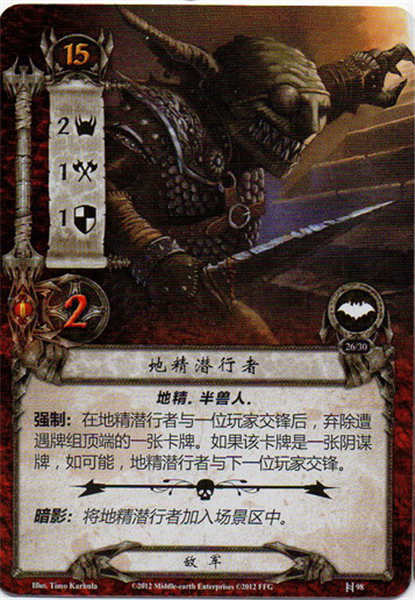 15
2
1
1
2
26/30
地精潜行者
地精. 半兽人.
强制：在地精潜行者与一位玩家交锋后，弃除遭
遇牌组顶端的一张卡牌。如果该卡牌是一张阴谋
牌，如可能，地精潜行者与下一位玩家交锋。
暗影：将地精潜行者加入场景区中。
敌军
Illus. Timo Karhula
©2012 Middle-earth Enterprises ©2012 FFG
98